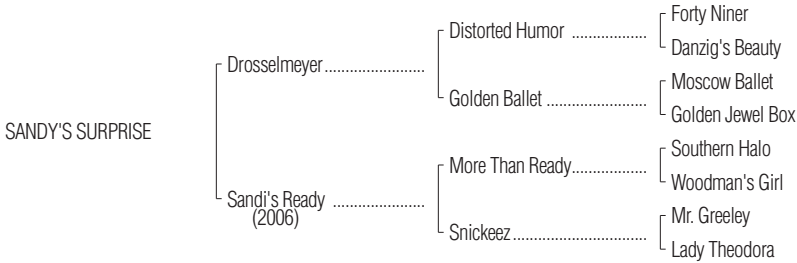 Forty Niner
Distorted Humor ..................
Danzig's Beauty
Drosselmeyer........................
Moscow Ballet
Golden Ballet ........................
Golden Jewel Box
SANDY'S SURPRISE
Southern Halo
More Than Ready..................
Woodman's Girl
Sandi's Ready ......................
(2006)
Mr. Greeley
Snickeez................................
Lady Theodora